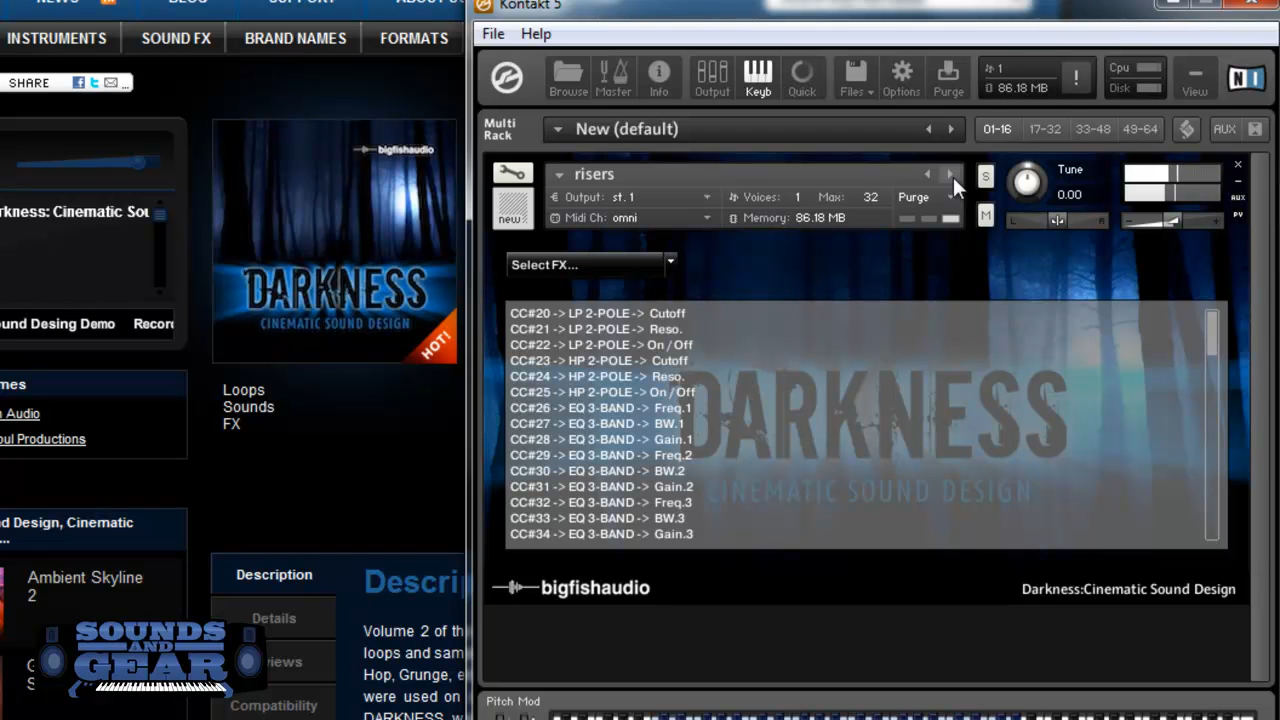 NEWS
BLOG
SUPPORT
INSTRUMENTS
SOUND FX
BRAND NAMES
FORMATS
SHARE
...
rkness: Cinematic Sou
ound Desing Demo
Recor
bigfishaudio
DARKNESS
CINEMATIC SOUND DESIGN
HOT!
mes
Loops
Sounds
FX
n Audio
oul Productions
nd Design, Cinematic
...
Ambient Skyline
2
Description
Details
views
Compatibility
Descri
Volume 2 of th
loops and sam
Hop, Grunge, e
were used on
DARKNESS
SOUNDS
AND
GEAR
Kontakt 5
File
Help
Browse
Master
Info
Output
Keyb
Quick
Files
Options
Purge
1
86.18 MB
!
Cpu
Disk
View
NI
Multi
Rack
New (default)
01-16
17-32
33-48
49-64
AUX
risers
new
Output: st.1
Voices: 1
Max: 32
Purge
Midi Ch: omni
Memory: 86.18 MB
S
M
Tune
0.00
L
R
AUX
PV
Select FX...
CC#20 -> LP 2-POLE -> Cutoff
CC#21 -> LP 2-POLE -> Reso.
CC#22 -> LP 2-POLE -> On / Off
CC#23 -> HP 2-POLE -> Cutoff
CC#24 -> HP 2-POLE -> Reso.
CC#25 -> HP 2-POLE -> On / Off
CC#26 -> EQ 3-BAND -> Freq.1
CC#27 -> EQ 3-BAND -> BW.1
CC#28 -> EQ 3-BAND -> Gain.1
CC#29 -> EQ 3-BAND -> Freq.2
CC#30 -> EQ 3-BAND -> BW.2
CC#31 -> EQ 3-BAND -> Gain.2
CC#32 -> EQ 3-BAND -> Freq.3
CC#33 -> EQ 3-BAND -> BW.3
CC#34 -> EQ 3-BAND -> Gain.3
DARKNESS
CINEMATIC SOUND DESIGN
bigfishaudio
Darkness:Cinematic Sound Design
Pitch Mod